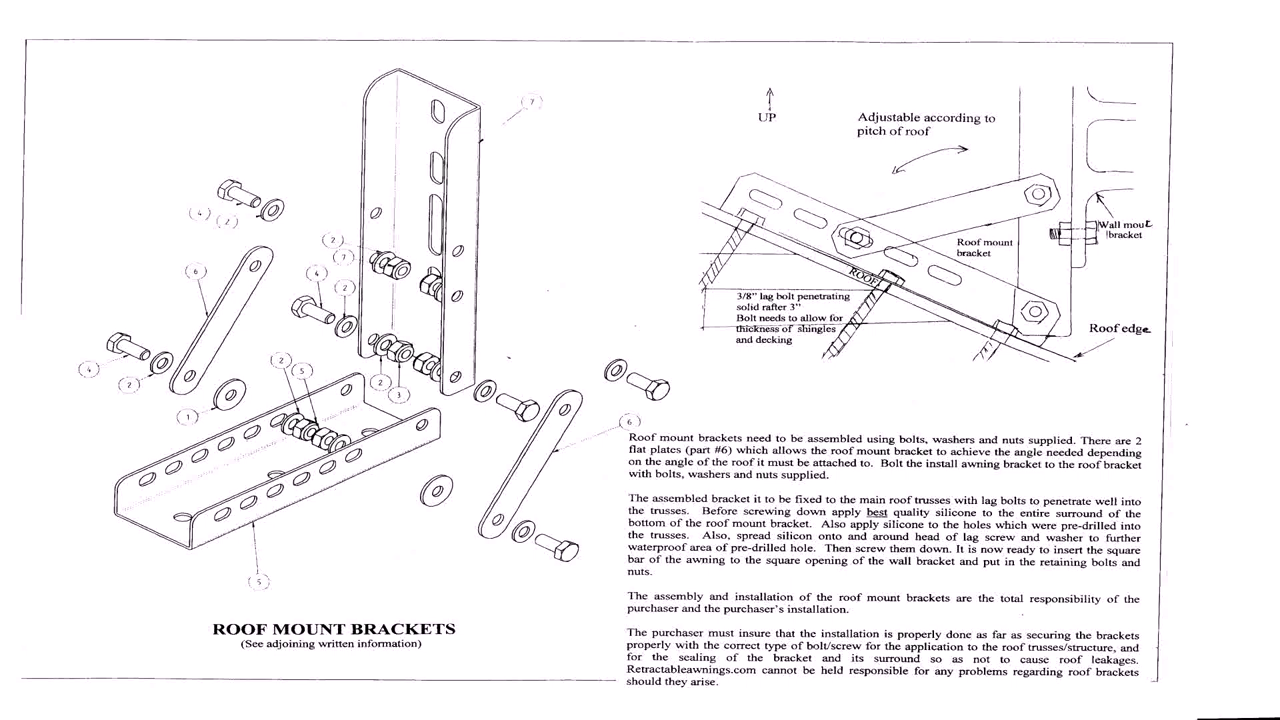 7
4
2
2
7
6
4
2
4
2
2
5
1
2
3
6
5
ROOF MOUNT BRACKETS
(See adjoining written information)
UP
Adjustable according to
pitch of roof
Wall mout
bracket
Roof mount
bracket
ROOF
3/8" lag bolt penetrating
solid rafter 3"
Bolt needs to allow for
thickness of shingles
and decking
Roof edge
Roof mount brackets need to be assembled using bolts, washers and nuts supplied. There are 2
flat plates (part #6) which allows the roof mount bracket to achieve the angle needed depending
on the angle of the roof it must be attached to. Bolt the install awning bracket to the roof bracket
with bolts, washers and nuts supplied.
The assembled bracket it to be fixed to the main roof trusses with lag bolts to penetrate well into
the trusses. Before screwing down apply best quality silicone to the entire surround of the
bottom of the roof mount bracket. Also apply silicone to the holes which were pre-drilled into
the trusses. Also, spread silicon onto and around head of lag screw and washer to further
waterproof area of pre-drilled hole. Then screw them down. It is now ready to insert the square
bar of the awning to the square opening of the wall bracket and put in the retaining bolts and
nuts.
The assembly and installation of the roof mount brackets are the total responsibility of the
purchaser and the purchaser's installation.
The purchaser must insure that the installation is properly done as far as securing the brackets
properly with the correct type of bolt/screw for the application to the roof trusses/structure, and
for the sealing of the bracket and its surround so as not to cause roof leakages.
Retractableawnings.com cannot be held responsible for any problems regarding roof brackets
should they arise.